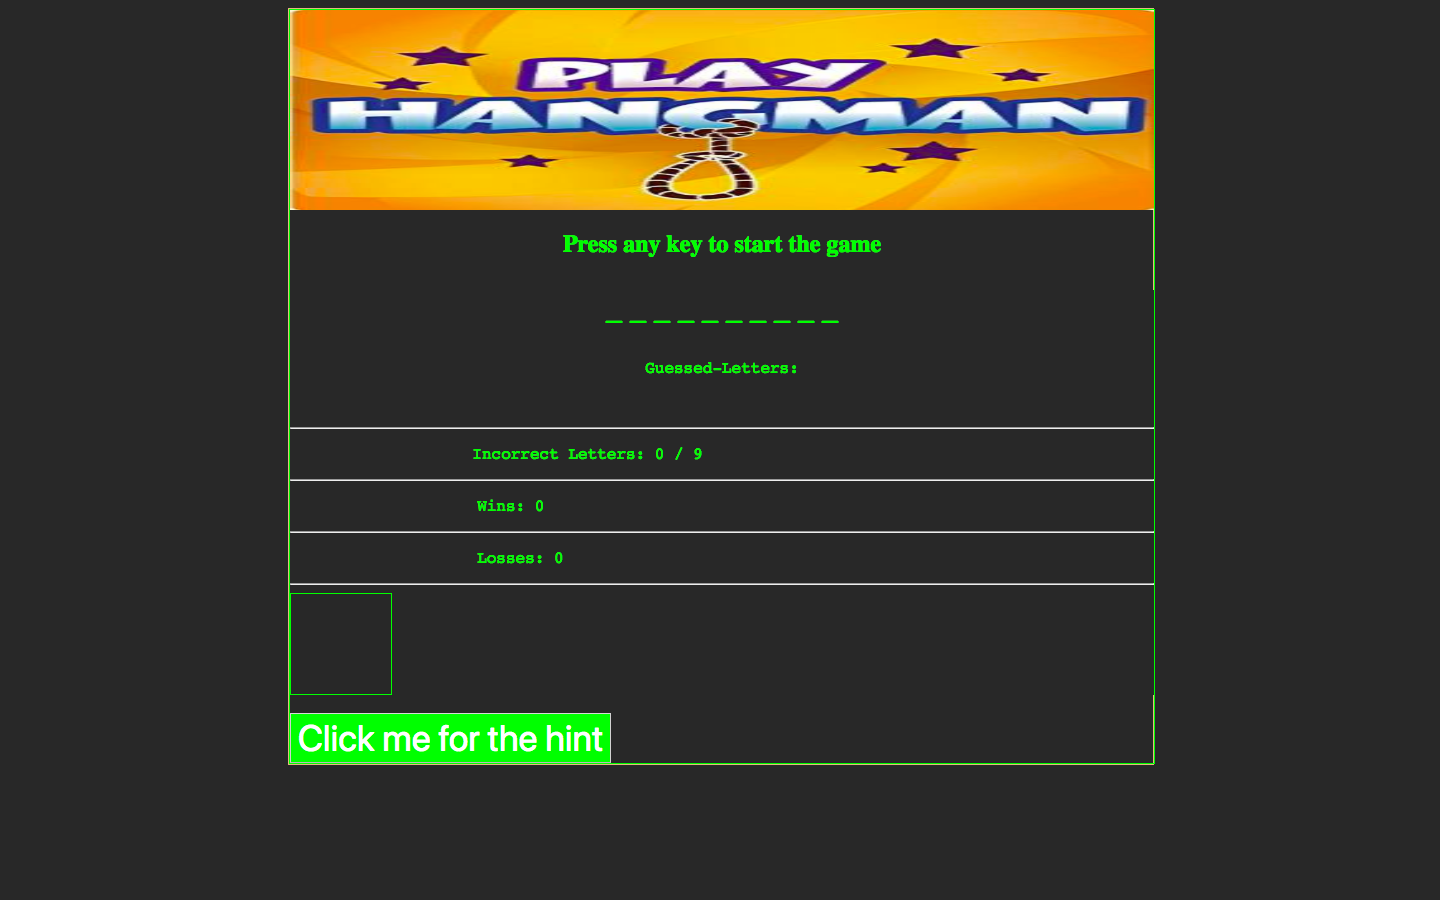 PLAY
HANGMAN
Press any key to start the game
_ _ _ _ _ _ _ _ _ _
Guessed-Letters:
Incorrect Letters: 0 / 9
Wins: 0
Losses: 0
Click me for the hint